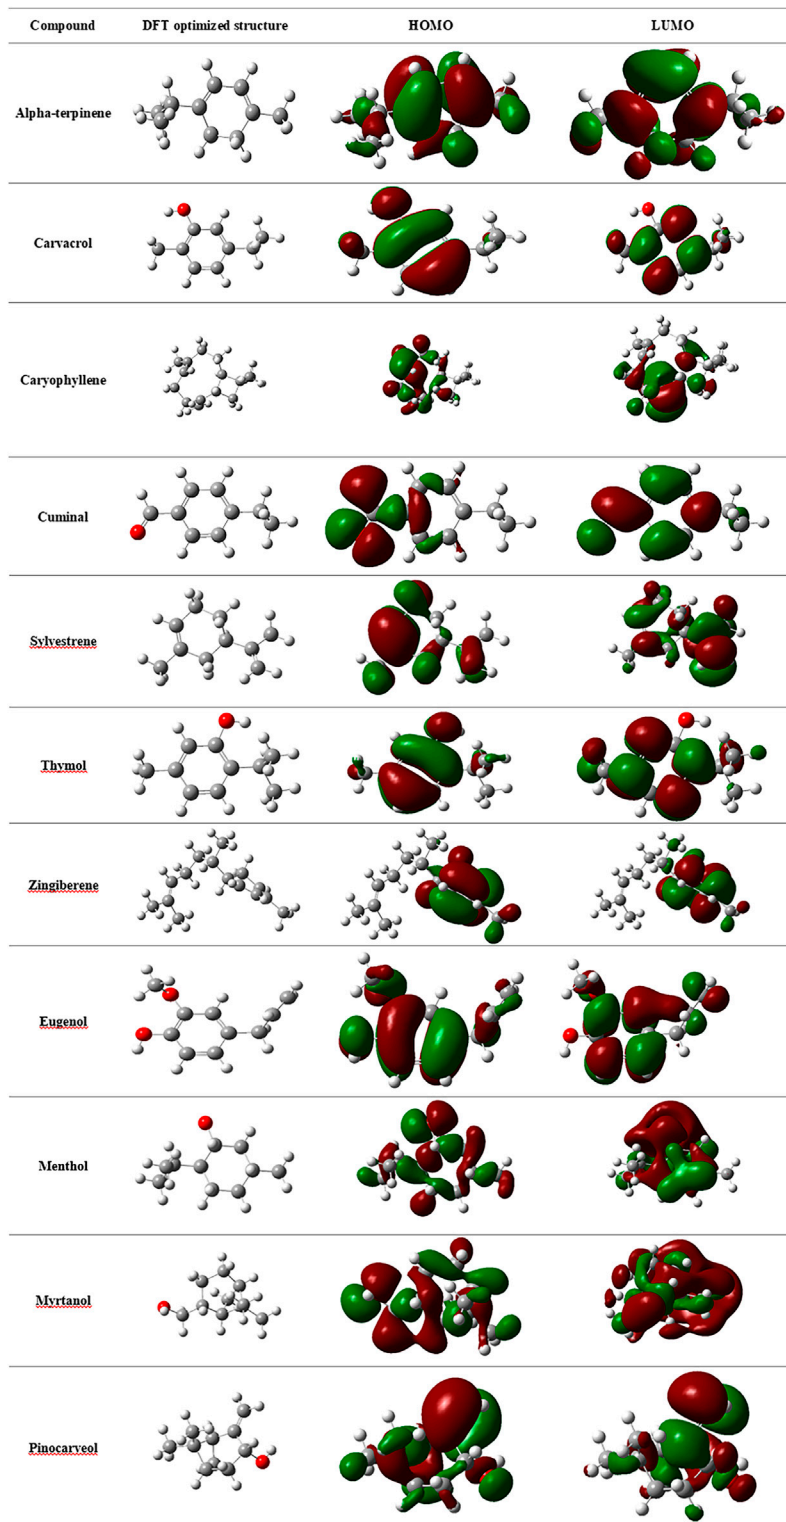 Compound DFT optimized structure HOMO LUMO
Alpha-terpinene
Carvacrol
Caryophyllene
Cuminal
Sylvestrene
Thymol
Zingiberene
Eugenol
Menthol
Myrtanol
Pinocarveol